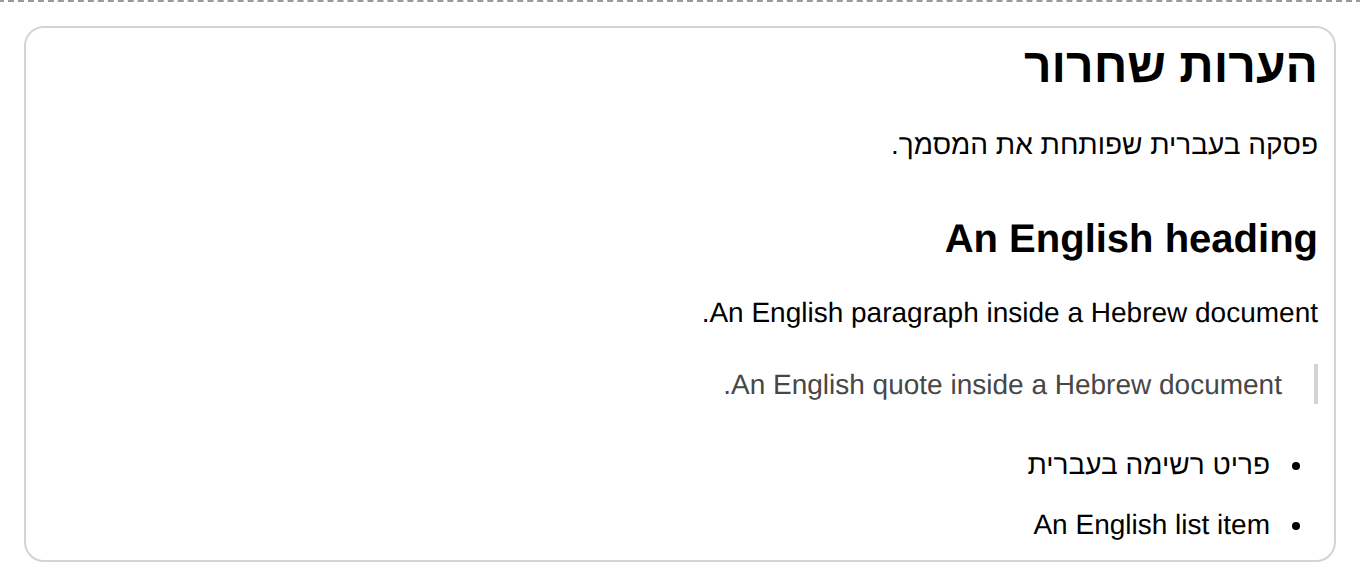 הערות שחרור
פסקה בעברית שפותחת את המסמך.
An English heading
An English paragraph inside a Hebrew document.
An English quote inside a Hebrew document.
• פריט רשימה בעברית
• An English list item